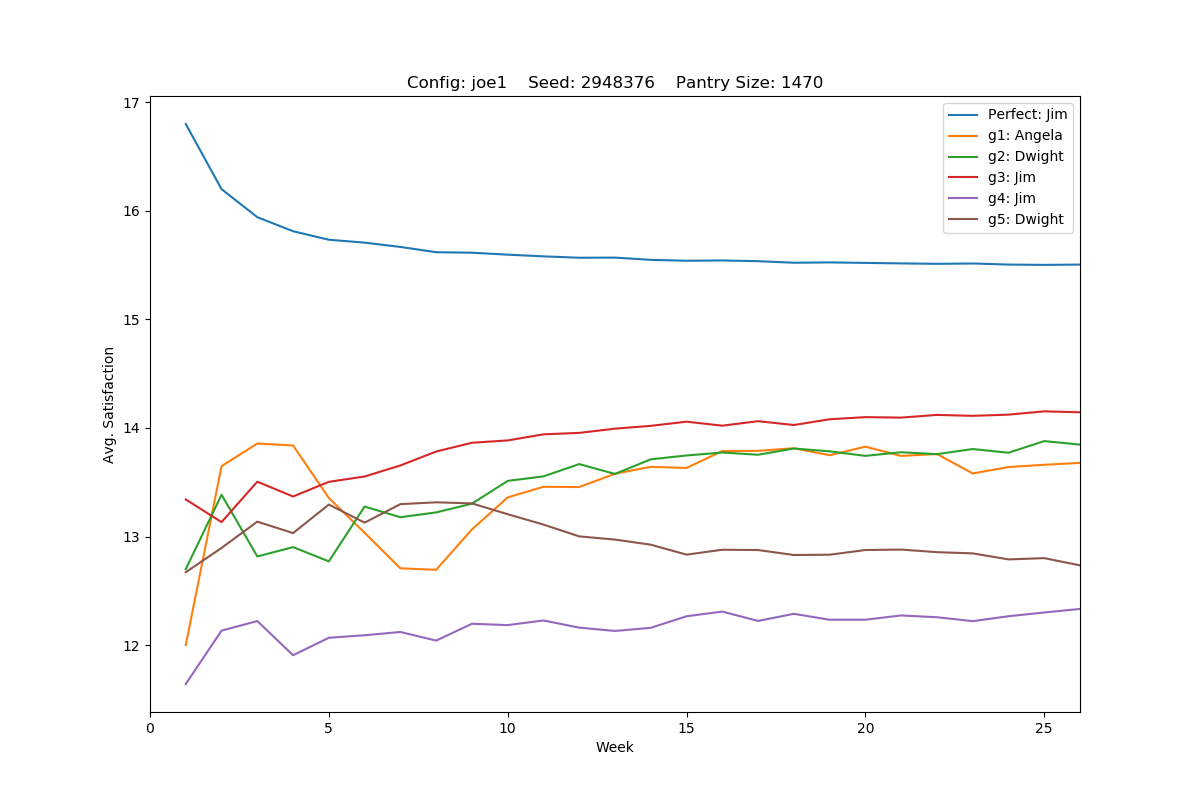 Config: joe1    Seed: 2948376    Pantry Size: 1470
Perfect: Jim
g1: Angela
g2: Dwight
g3: Jim
g4: Jim
g5: Dwight
17
16
15
14
13
12
Avg. Satisfaction
0 5 10 15 20 25
Week